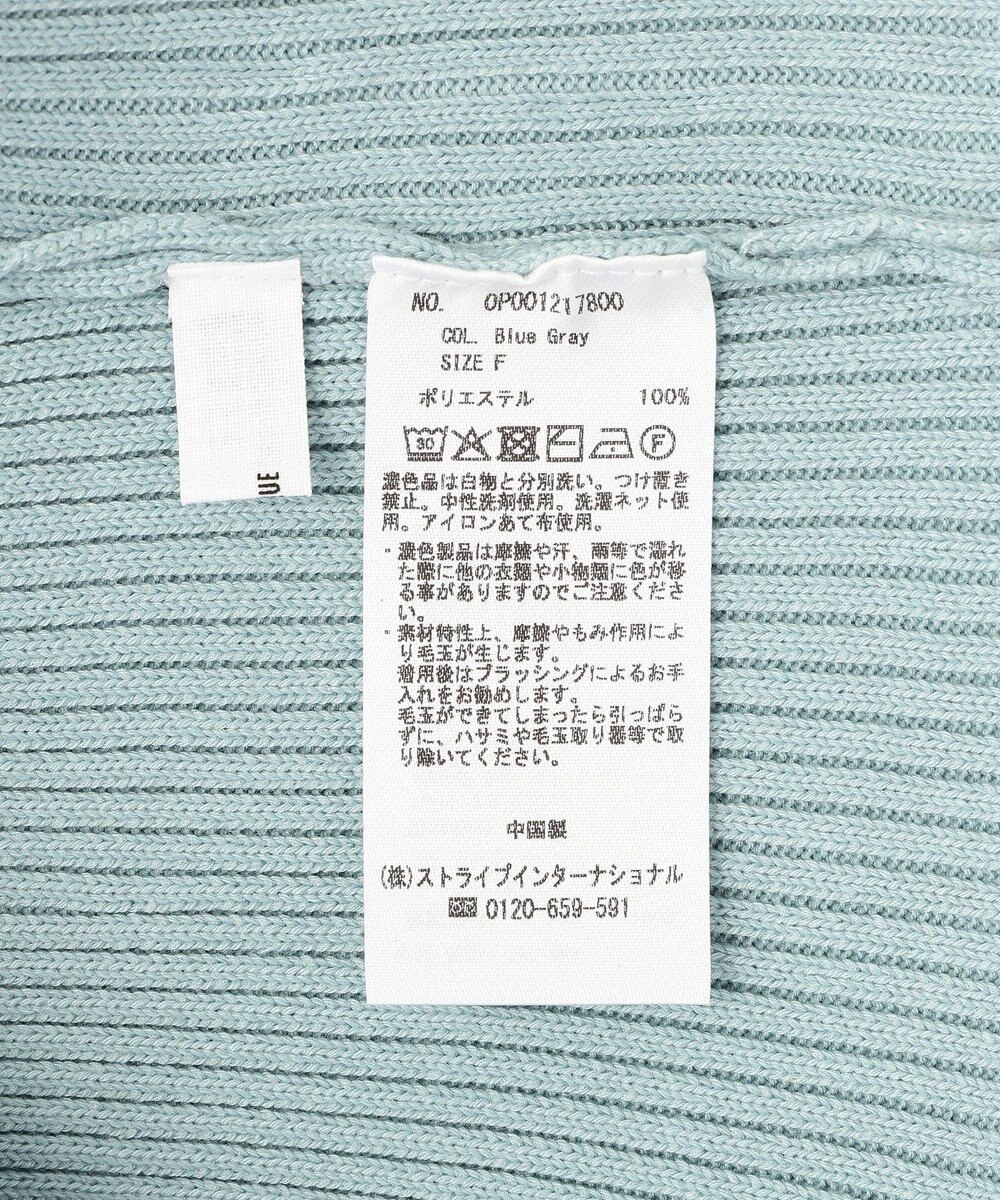 NO. OP001217800
COL. Blue Gray
SIZE F
ポリエステル 100%
30
F
濃色品は白物と分別洗い。つけ置き
禁止。中性洗剤使用。洗濯ネット使
用。アイロンあて布使用。
・濃色製品は摩擦や汗、雨等で濡れ
た際に他の衣類や小物類に色が移
る事がありますのでご注意くださ
い。
・素材特性上、摩擦やもみ作用によ
り毛玉が生じます。
着用後はブラッシングによるお手
入れをお勧めします。
毛玉ができてしまったら引っぱら
ずに、ハサミや毛玉取り器等で取
り除いてください。
中国製
(株)ストライプインターナショナル
0120-659-591
UE